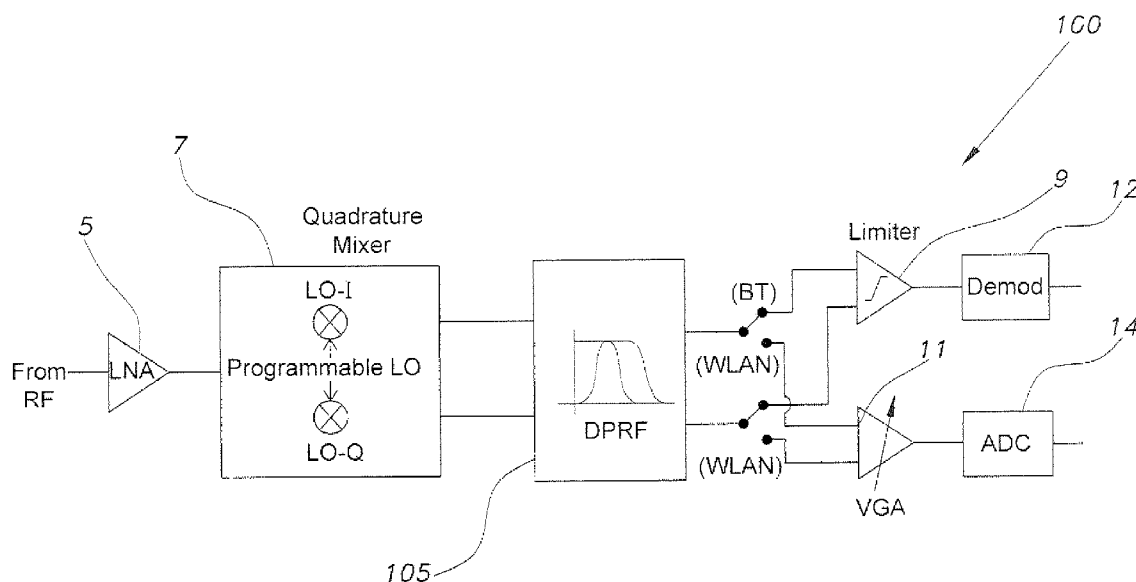 100
7
9
12
Quadrature
Mixer
5
Limiter
LO-I
(BT)
Demod
From
RF
LNA
Programmable LO
(WLAN)
14
11
LO-Q
DPRF
(WLAN)
ADC
VGA
105